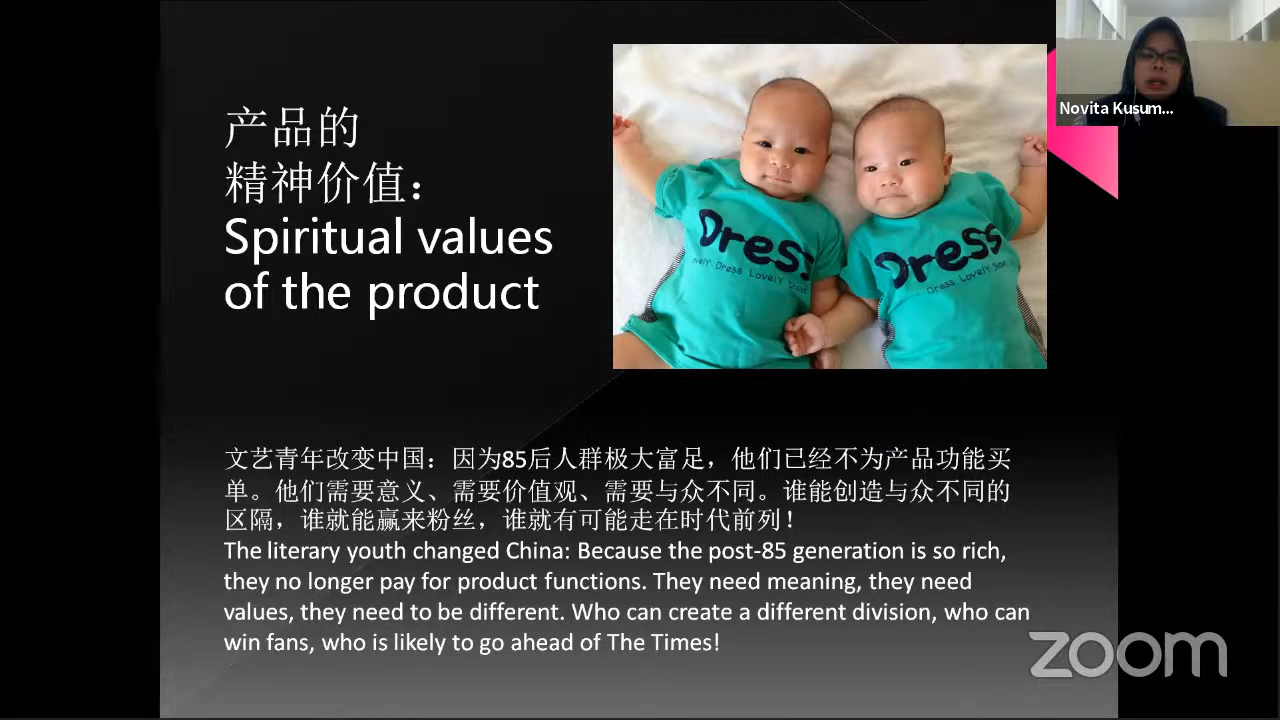 产品的
精神价值：
Spiritual values
of the product
Dress
Dress LovelY
Dress
Dress LovelY
Novita Kusum...
文艺青年改变中国：因为85后人群极大富足，他们已经不为产品功能买
单。他们需要意义、需要价值观、需要与众不同。谁能创造与众不同的
区隔，谁就能赢来粉丝，谁就有可能走在时代前列！
The literary youth changed China: Because the post-85 generation is so rich,
they no longer pay for product functions. They need meaning, they need
values, they need to be different. Who can create a different division, who can
win fans, who is likely to go ahead of The Times!
zoom